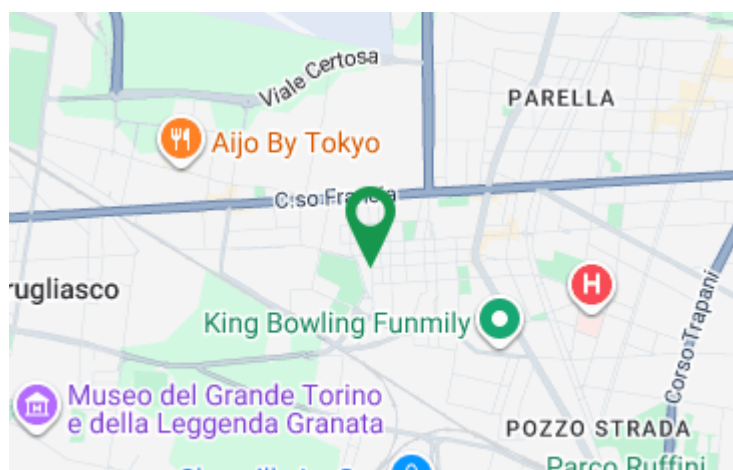 Viale Certosa
PARELLA
Aijo By Tokyo
C.so Francia
rugliasco
H
King Bowling Funmily
Corso Trapani
Museo del Grande Torino
e della Leggenda Granata
POZZO STRADA
Parco Ruffini